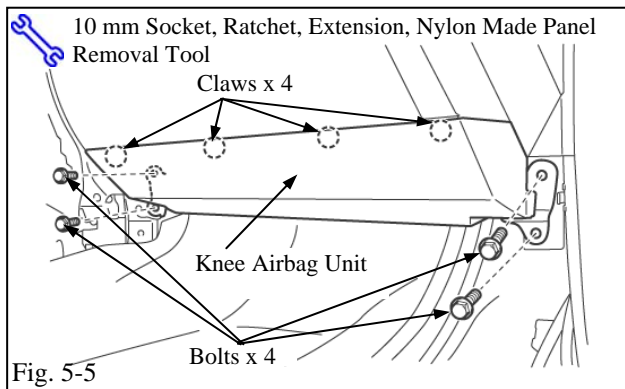 10 mm Socket, Ratchet, Extension, Nylon Made Panel
Removal Tool
Claws x 4
Knee Airbag Unit
Bolts x 4
Fig. 5-5